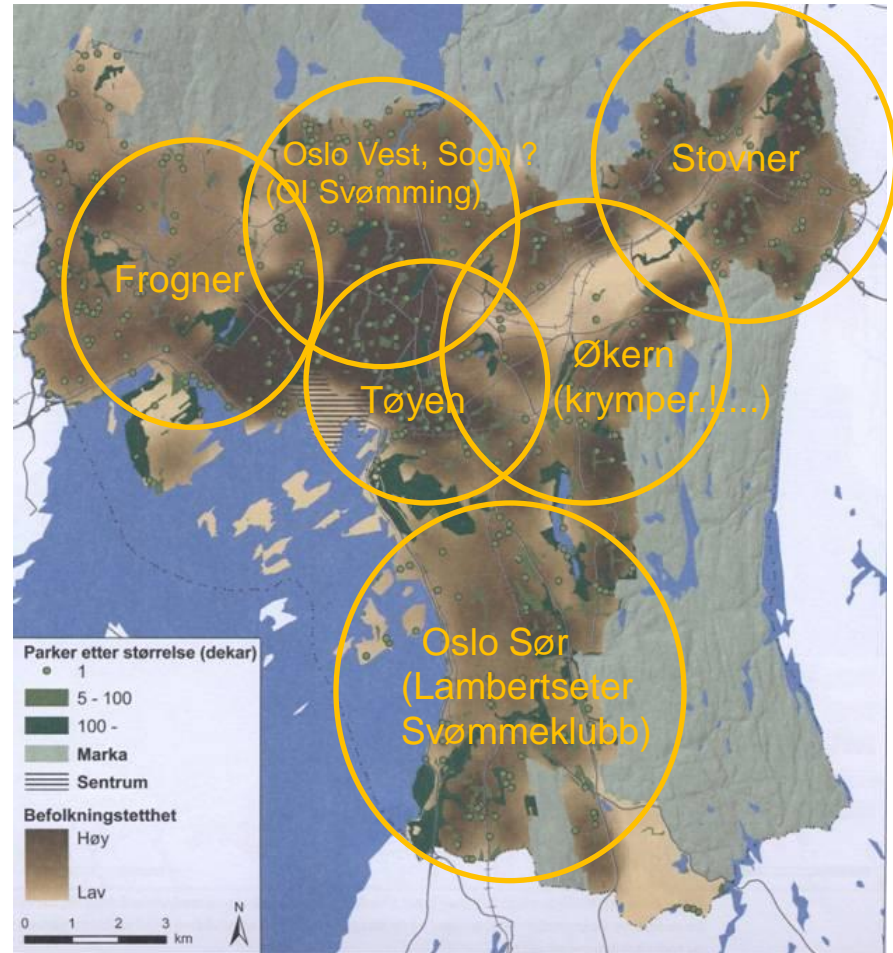 Oslo Vest, Sogn ?
(OI Svømming)
Stovner
Frogner
Økern
(krymper.!....)
Tøyen
Oslo Sør
(Lambertseter
Svømmeklubb)
Parker etter størrelse (dekar)
1
5 - 100
100 -
Marka
Sentrum
Befolkningstetthet
Høy
Lav
0 1 2 3
km
N